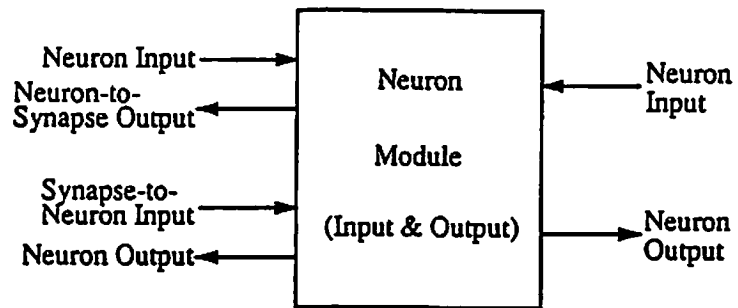 Neuron Input
Neuron-to-
Synapse Output
Synapse-to-
Neuron Input
Neuron Output
Neuron
Module
(Input & Output)
Neuron
Input
Neuron
Output